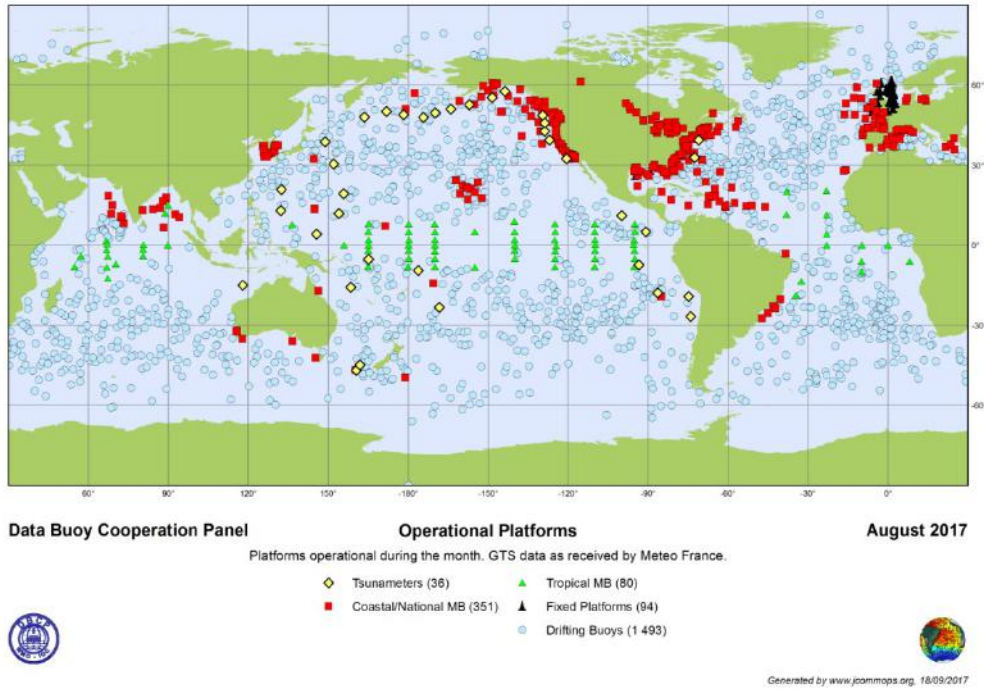 60°
30°
0°
-30°
-60°
60° 90° 120° 150° -180° -150° -120° -90° -60° -30° 0°
Data Buoy Cooperation Panel Operational Platforms August 2017
Platforms operational during the month. GTS data as received by Meteo France.
Tsunameters (36) Tropical MB (80)
Coastal/National MB (351) Fixed Platforms (94)
Drifting Buoys (1 493)
DBCP
WMO - IOC
Generated by www.jcommops.org, 18/09/2017